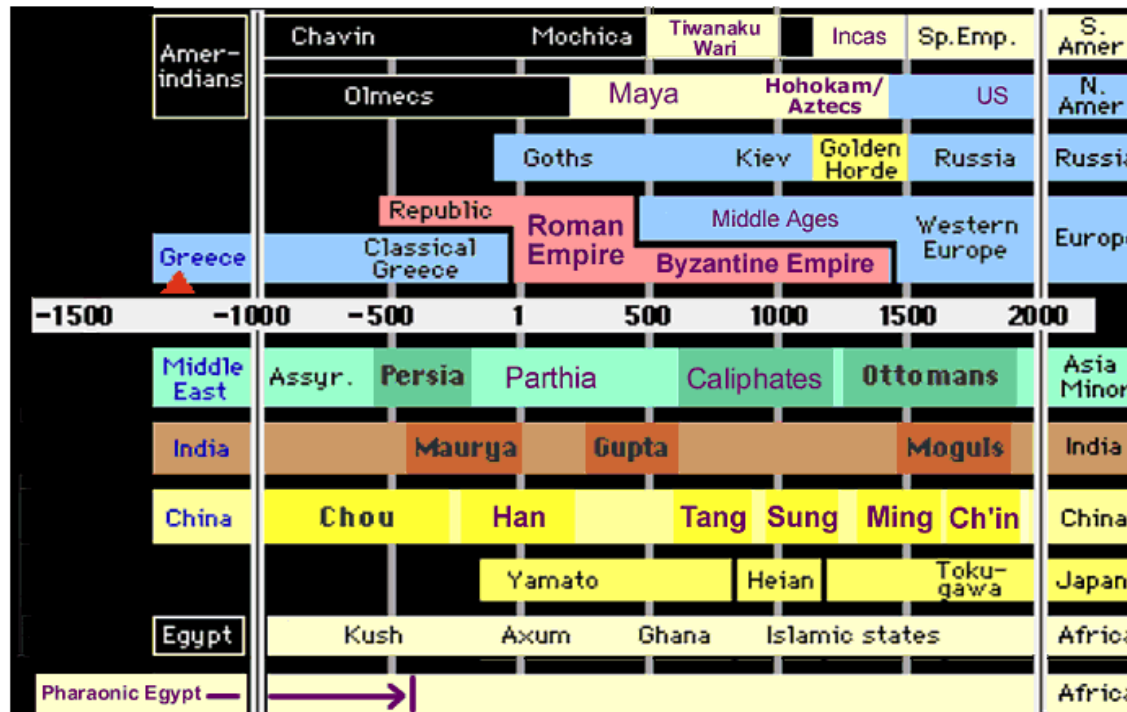 Amer-
indians
Chavin
Mochica
Tiwanaku
Wari
Incas
Sp.Emp.
S.
Amer
Olmecs
Maya
Hohokam/
Aztecs
US
N.
Amer
Goths
Kiev
Golden
Horde
Russia
Russia
Republic
Roman
Empire
Middle Ages
Western
Europe
Europe
Greece
Classical
Greece
Byzantine Empire
-1500 -1000 -500 1 500 1000 1500 2000
Middle
East
Assyr.
Persia
Parthia
Caliphates
Ottomans
Asia
Minor
India
Maurya
Gupta
Moguls
India
China
Chou
Han
Tang
Sung
Ming
Ch'in
China
Yamato
Heian
Toku-
gawa
Japan
Egypt
Kush
Axum
Ghana
Islamic states
Africa
Pharaonic Egypt
Africa